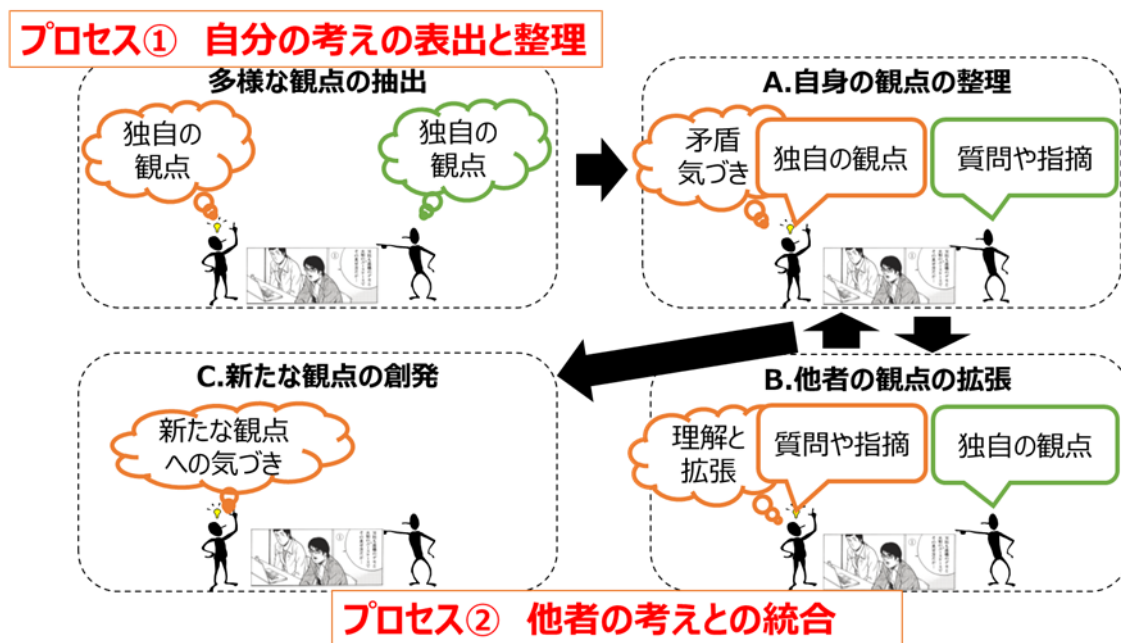 プロセス① 自分の考えの表出と整理
多様な観点の抽出
独自の
観点
独自の
観点
A.自身の観点の整理
矛盾
気づき
独自の観点
質問や指摘
C.新たな観点の創発
新たな観点
への気づき
B.他者の観点の拡張
理解と
拡張
質問や指摘
独自の観点
プロセス② 他者の考えとの統合